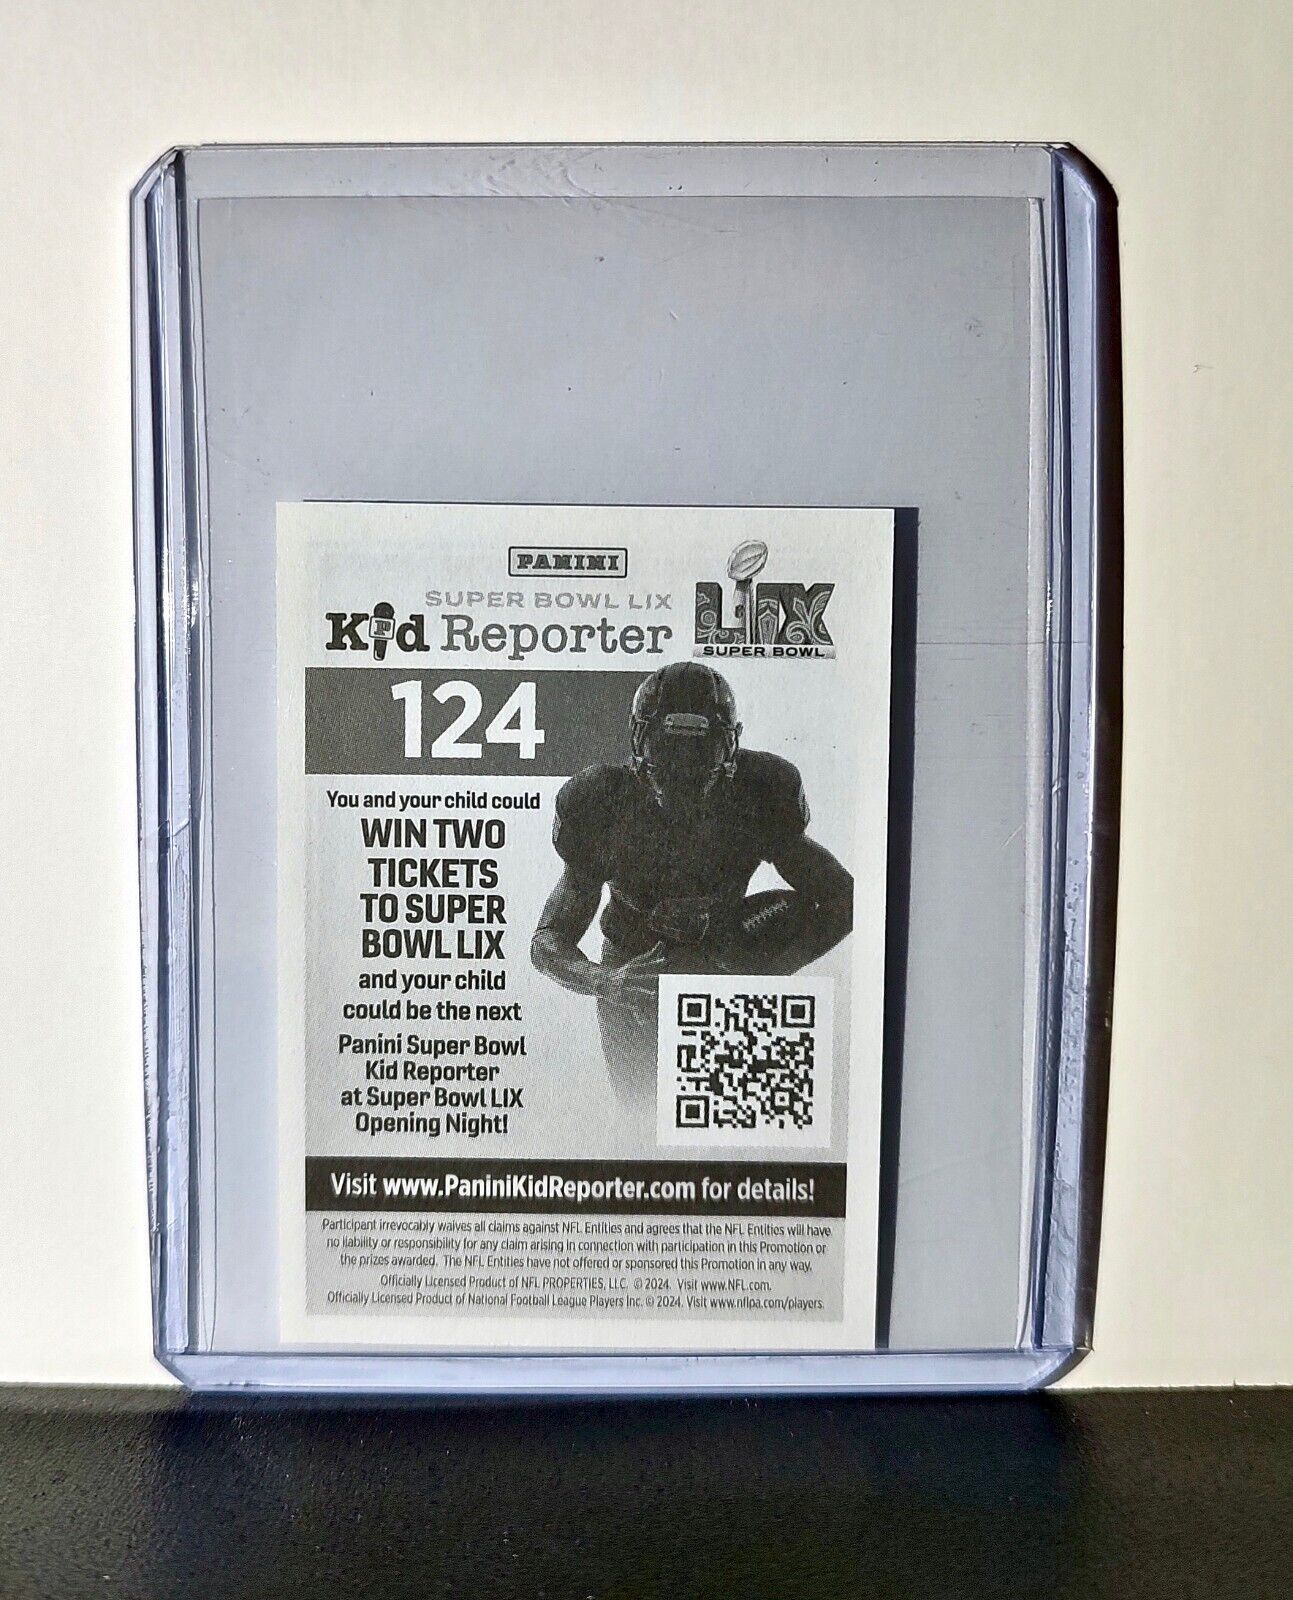 PANINI
SUPER BOWL LIX
Kid Reporter
LIX
SUPER BOWL
124
You and your child could
WIN TWO
TICKETS
TO SUPER
BOWL LIX
and your child
could be the next
Panini Super Bowl
Kid Reporter
at Super Bowl LIX
Opening Night!
Visit www.PaniniKidReporter.com for details!
Participant irrevocably waives all claims against NFL Entities and agrees that the NFL Entities will have
no liability or responsibility for any claim arising in connection with participation in this Promotion or
the prizes awarded. The NFL Entities have not offered or sponsored this Promotion in any way.
Officially Licensed Product of NFL PROPERTIES, LLC. © 2024. Visit www.NFL.com.
Officially Licensed Product of National Football League Players Inc. © 2024. Visit www.nflpa.com/players.